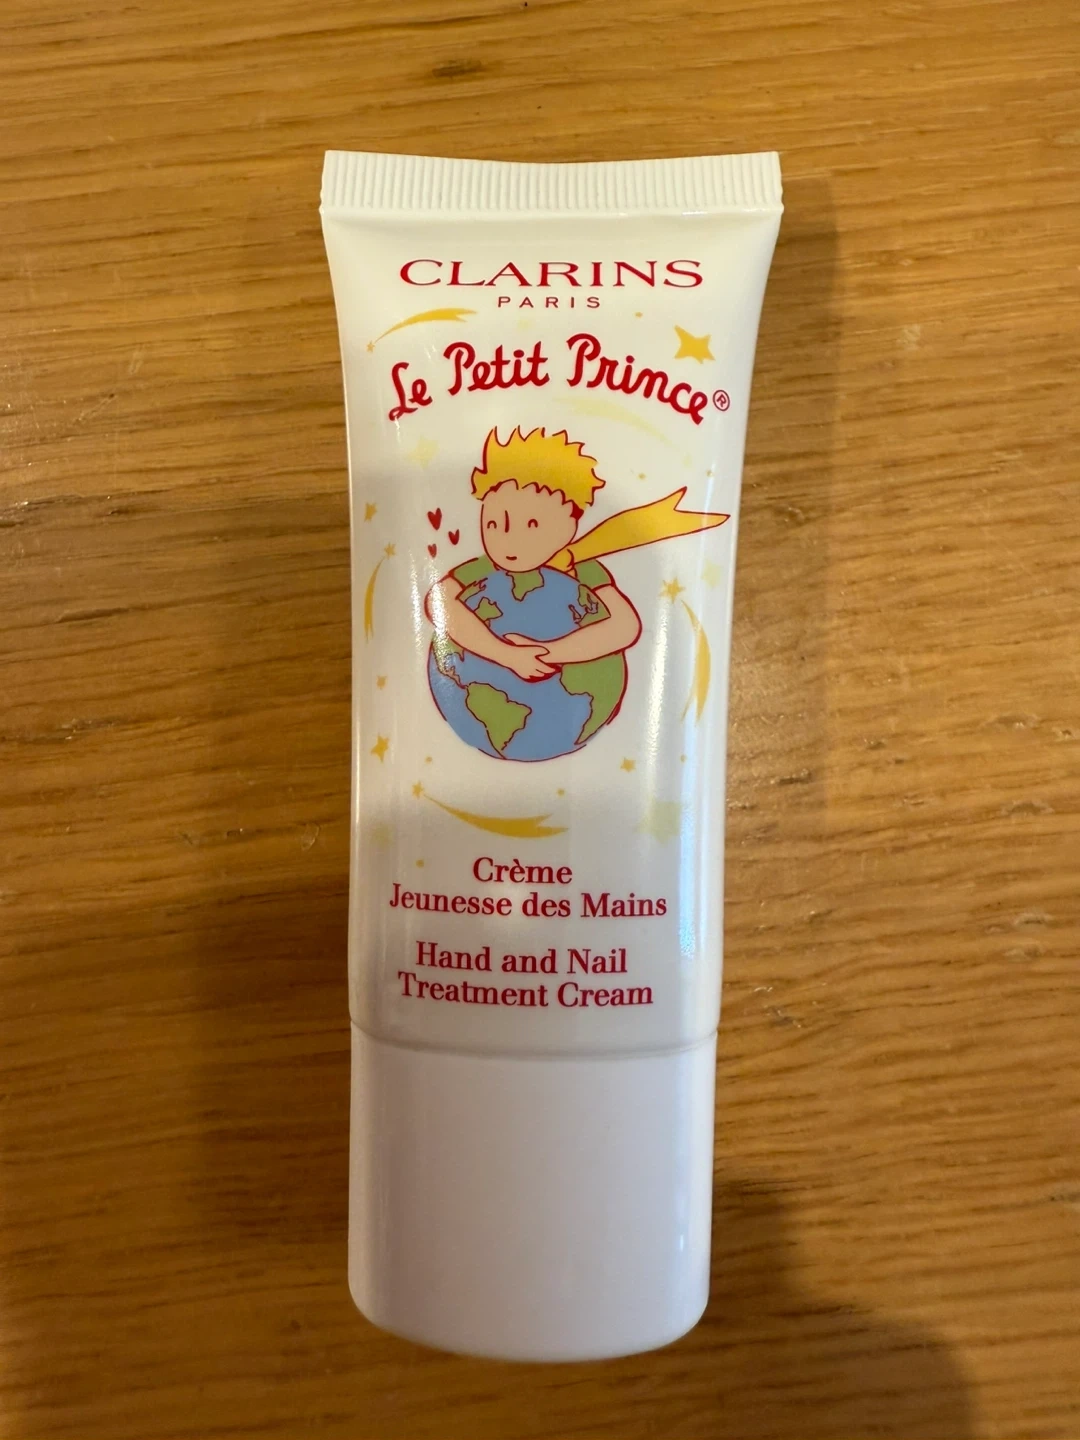 CLARINS
PARIS
Le Petit Prince®
Crème
Jeunesse des Mains
Hand and Nail
Treatment Cream